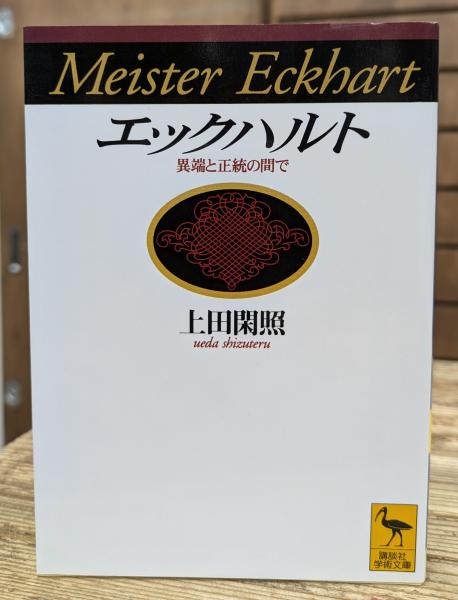 Meister Eckhart
エックハルト
異端と正統の間で
上田閑照
ueda shizuteru
講談社
学術文庫